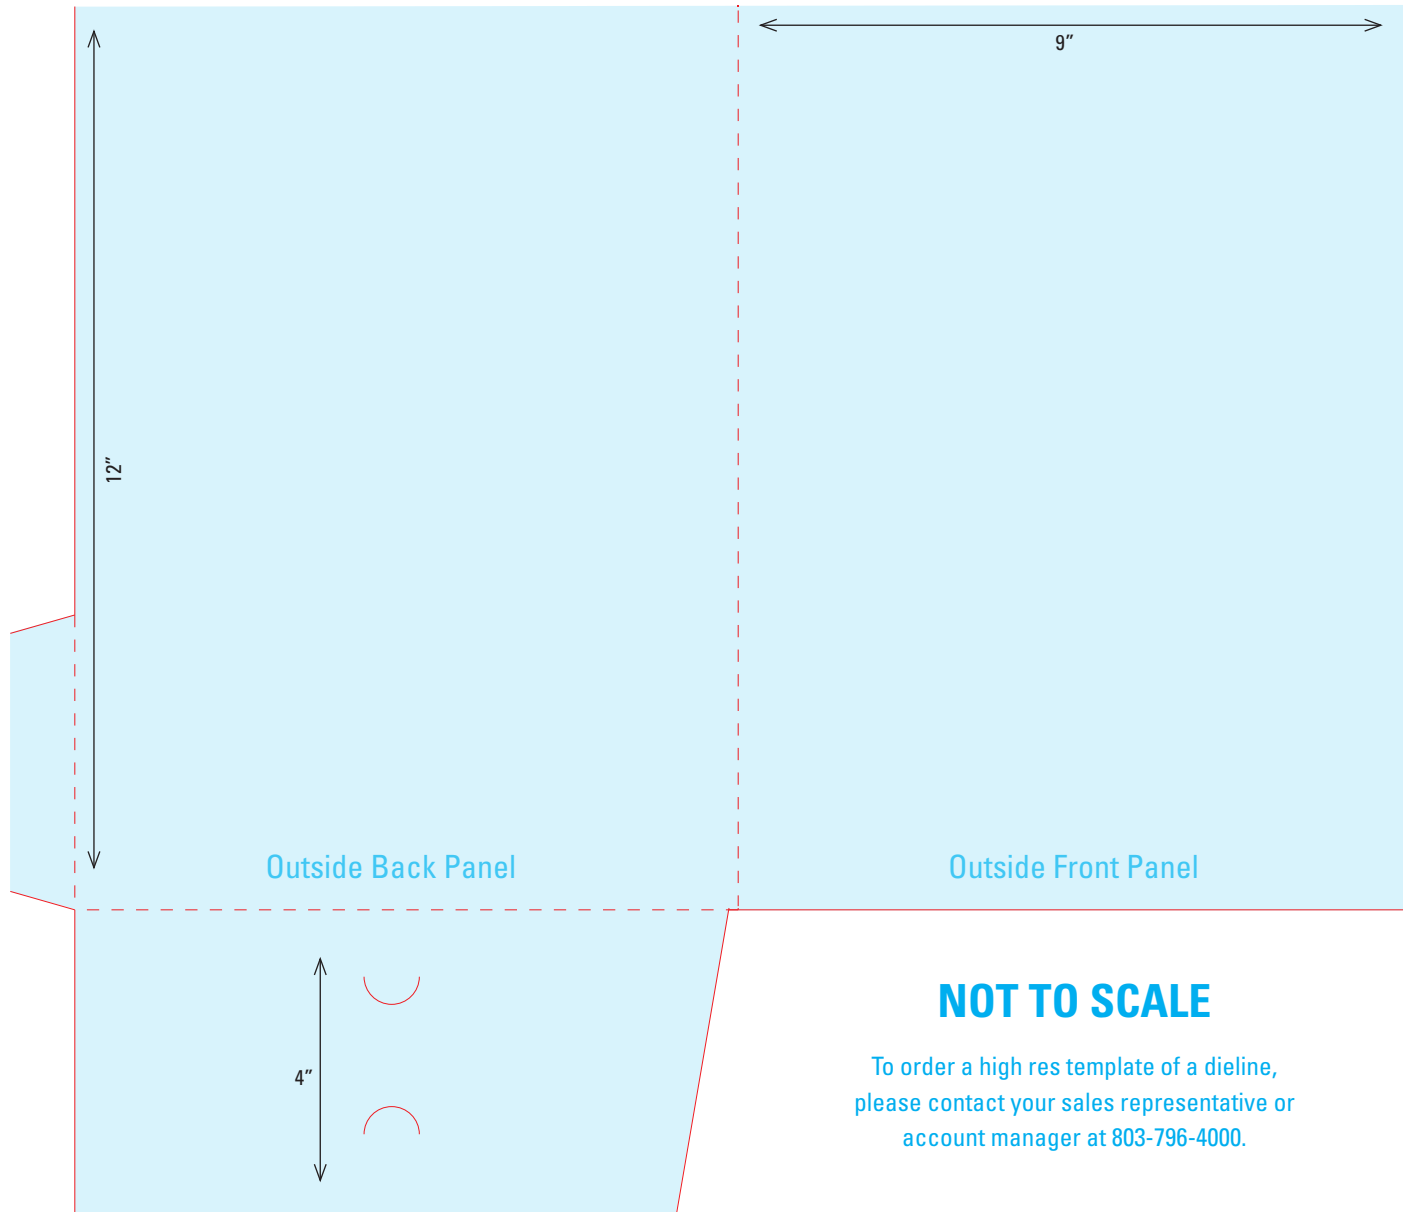 9″
12″
Outside Back Panel
Outside Front Panel
4″
NOT TO SCALE
To order a high res template of a dieline,
please contact your sales representative or
account manager at 803-796-4000.